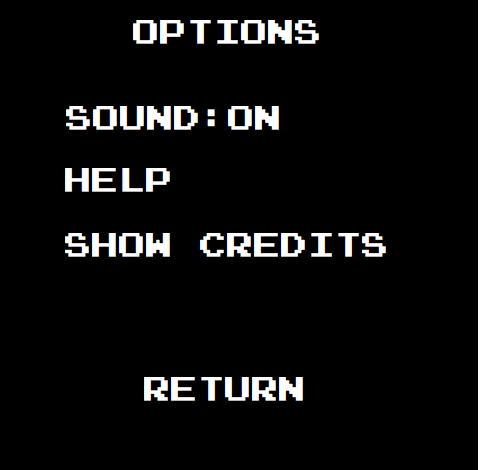 OPTIONS
SOUND:ON
HELP
SHOW CREDITS
RETURN